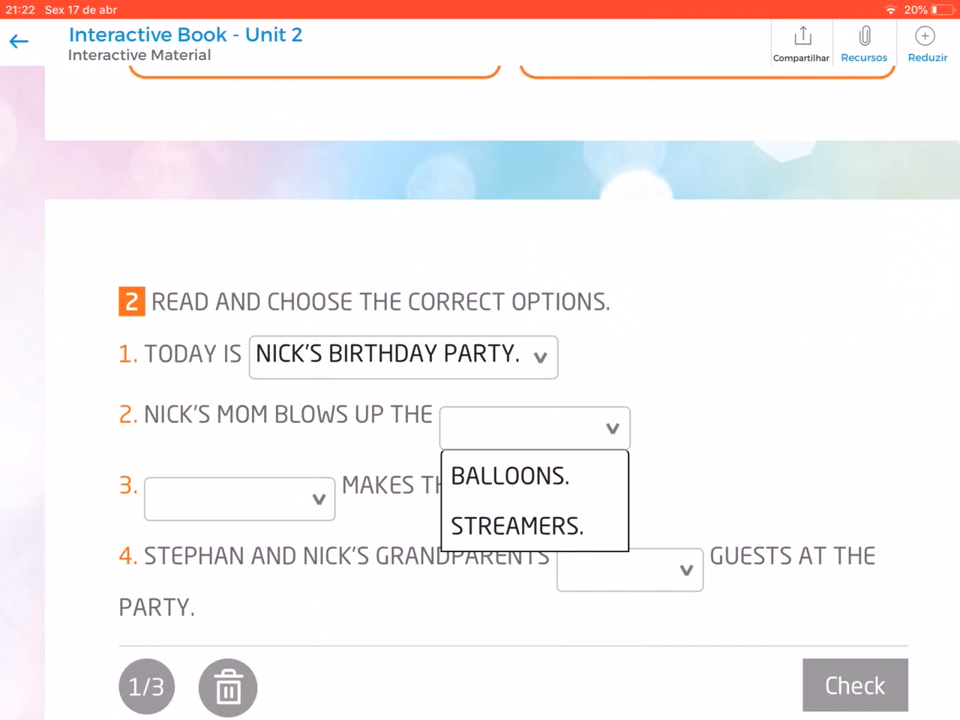 21:22 Sex 17 de abr 20%
Interactive Book - Unit 2
Interactive Material
Compartilhar Recursos Reduzir
2 READ AND CHOOSE THE CORRECT OPTIONS.
1. TODAY IS NICK'S BIRTHDAY PARTY.
2. NICK'S MOM BLOWS UP THE
BALLOONS.
3. MAKES TH
STREAMERS.
4. STEPHAN AND NICK'S GRANDPARENTS GUESTS AT THE
PARTY.
1/3 Check